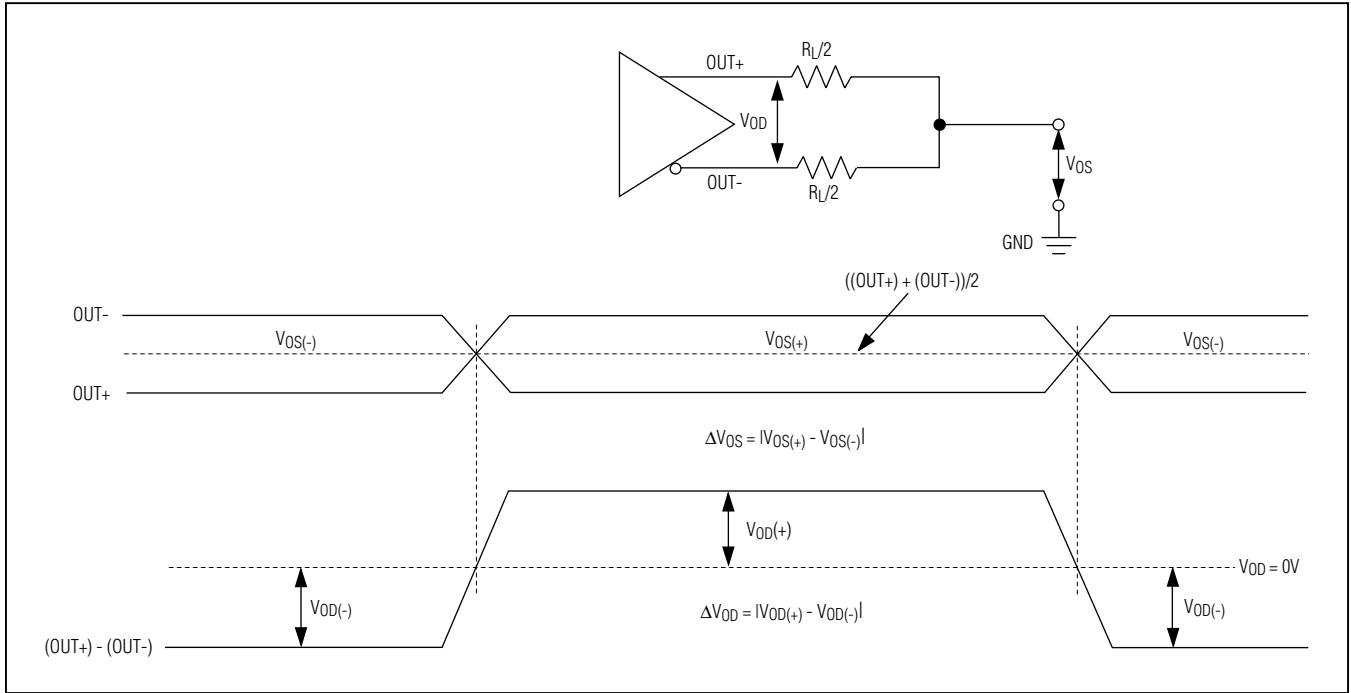 OUT+
RL/2
VOD
OUT-
RL/2
VOS
GND
((OUT+) + (OUT-))/2
OUT-
VOS(-)
VOS(+)
VOS(-)
OUT+
ΔVOS = |VOS(+) - VOS(-)|
VOD(+)
VOD = 0V
VOD(-)
ΔVOD = |VOD(+) - VOD(-)|
VOD(-)
(OUT+) - (OUT-)